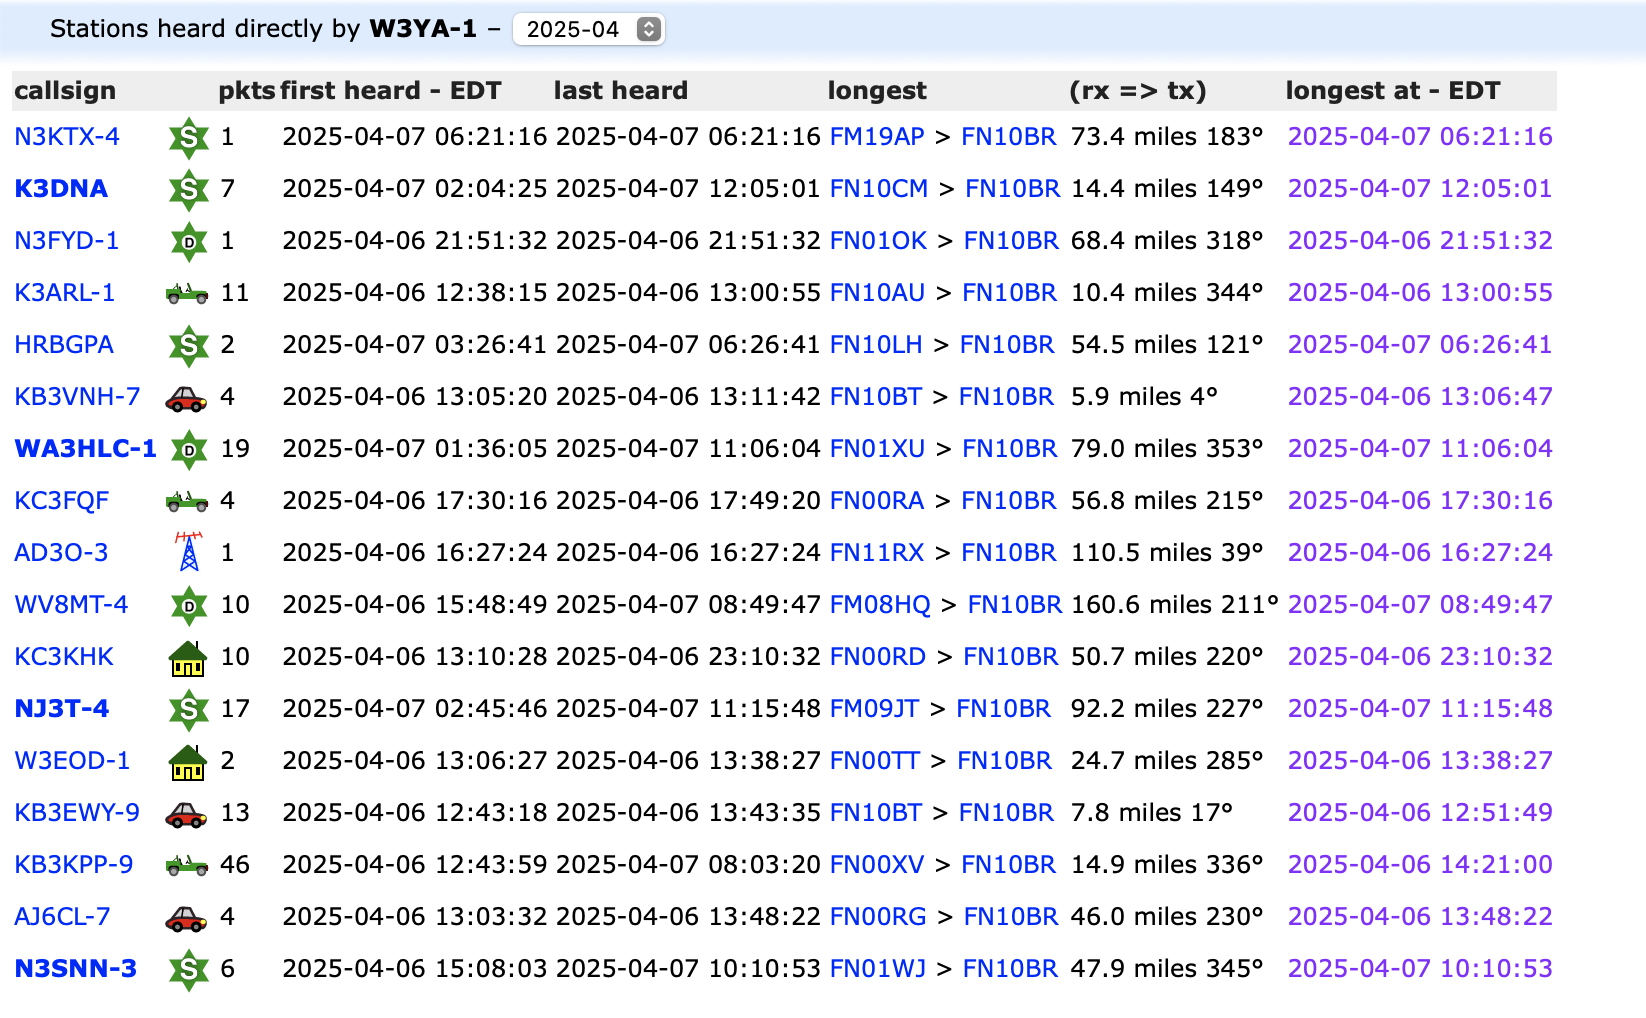 Stations heard directly by W3YA-1 – 2025-04
callsign pkts first heard - EDT last heard longest (rx => tx) longest at - EDT
N3KTX-4 S 1 2025-04-07 06:21:16 2025-04-07 06:21:16 FM19AP > FN10BR 73.4 miles 183° 2025-04-07 06:21:16
K3DNA S 7 2025-04-07 02:04:25 2025-04-07 12:05:01 FN10CM > FN10BR 14.4 miles 149° 2025-04-07 12:05:01
N3FYD-1 D 1 2025-04-06 21:51:32 2025-04-06 21:51:32 FN01OK > FN10BR 68.4 miles 318° 2025-04-06 21:51:32
K3ARL-1 11 2025-04-06 12:38:15 2025-04-06 13:00:55 FN10AU > FN10BR 10.4 miles 344° 2025-04-06 13:00:55
HRBGPA S 2 2025-04-07 03:26:41 2025-04-07 06:26:41 FN10LH > FN10BR 54.5 miles 121° 2025-04-07 06:26:41
KB3VNH-7 4 2025-04-06 13:05:20 2025-04-06 13:11:42 FN10BT > FN10BR 5.9 miles 4° 2025-04-06 13:06:47
WA3HLC-1 D 19 2025-04-07 01:36:05 2025-04-07 11:06:04 FN01XU > FN10BR 79.0 miles 353° 2025-04-07 11:06:04
KC3FQF 4 2025-04-06 17:30:16 2025-04-06 17:49:20 FN00RA > FN10BR 56.8 miles 215° 2025-04-06 17:30:16
AD3O-3 1 2025-04-06 16:27:24 2025-04-06 16:27:24 FN11RX > FN10BR 110.5 miles 39° 2025-04-06 16:27:24
WV8MT-4 D 10 2025-04-06 15:48:49 2025-04-07 08:49:47 FM08HQ > FN10BR 160.6 miles 211° 2025-04-07 08:49:47
KC3KHK 10 2025-04-06 13:10:28 2025-04-06 23:10:32 FN00RD > FN10BR 50.7 miles 220° 2025-04-06 23:10:32
NJ3T-4 S 17 2025-04-07 02:45:46 2025-04-07 11:15:48 FM09JT > FN10BR 92.2 miles 227° 2025-04-07 11:15:48
W3EOD-1 2 2025-04-06 13:06:27 2025-04-06 13:38:27 FN00TT > FN10BR 24.7 miles 285° 2025-04-06 13:38:27
KB3EWY-9 13 2025-04-06 12:43:18 2025-04-06 13:43:35 FN10BT > FN10BR 7.8 miles 17° 2025-04-06 12:51:49
KB3KPP-9 46 2025-04-06 12:43:59 2025-04-07 08:03:20 FN00XV > FN10BR 14.9 miles 336° 2025-04-06 14:21:00
AJ6CL-7 4 2025-04-06 13:03:32 2025-04-06 13:48:22 FN00RG > FN10BR 46.0 miles 230° 2025-04-06 13:48:22
N3SNN-3 S 6 2025-04-06 15:08:03 2025-04-07 10:10:53 FN01WJ > FN10BR 47.9 miles 345° 2025-04-07 10:10:53